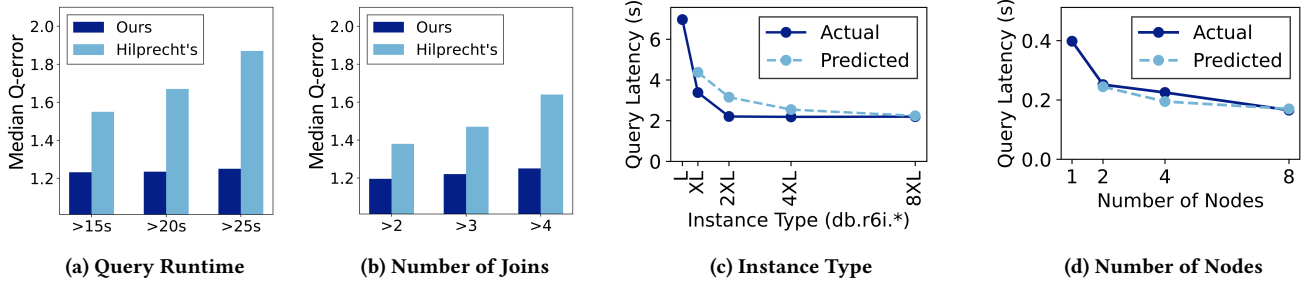 Median Q-error
2.0
1.8
1.6
1.4
1.2
Ours
Hilprecht's
>15s
>20s
>25s
(a) Query Runtime
Median Q-error
2.0
1.8
1.6
1.4
1.2
Ours
Hilprecht's
>2
>3
>4
(b) Number of Joins
Query Latency (s)
6
4
2
0
Actual
Predicted
L
XL
2XL
4XL
8XL
Instance Type (db.r6i.*)
(c) Instance Type
Query Latency (s)
0.4
0.2
0.0
Actual
Predicted
1
2
4
8
Number of Nodes
(d) Number of Nodes